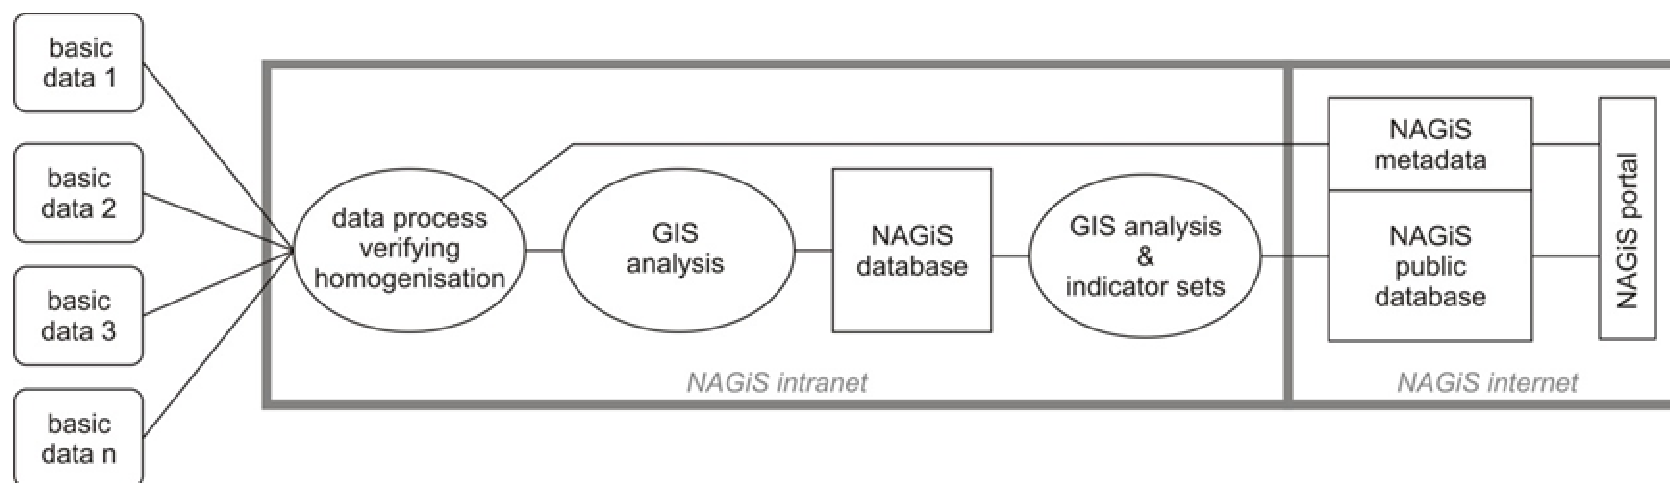 basic
data 1
basic
data 2
basic
data 3
basic
data n
data process
verifying
homogenisation
GIS
analysis
NAGiS
database
GIS analysis
&
indicator sets
NAGiS intranet
NAGiS
metadata
NAGiS
public
database
NAGiS portal
NAGiS internet